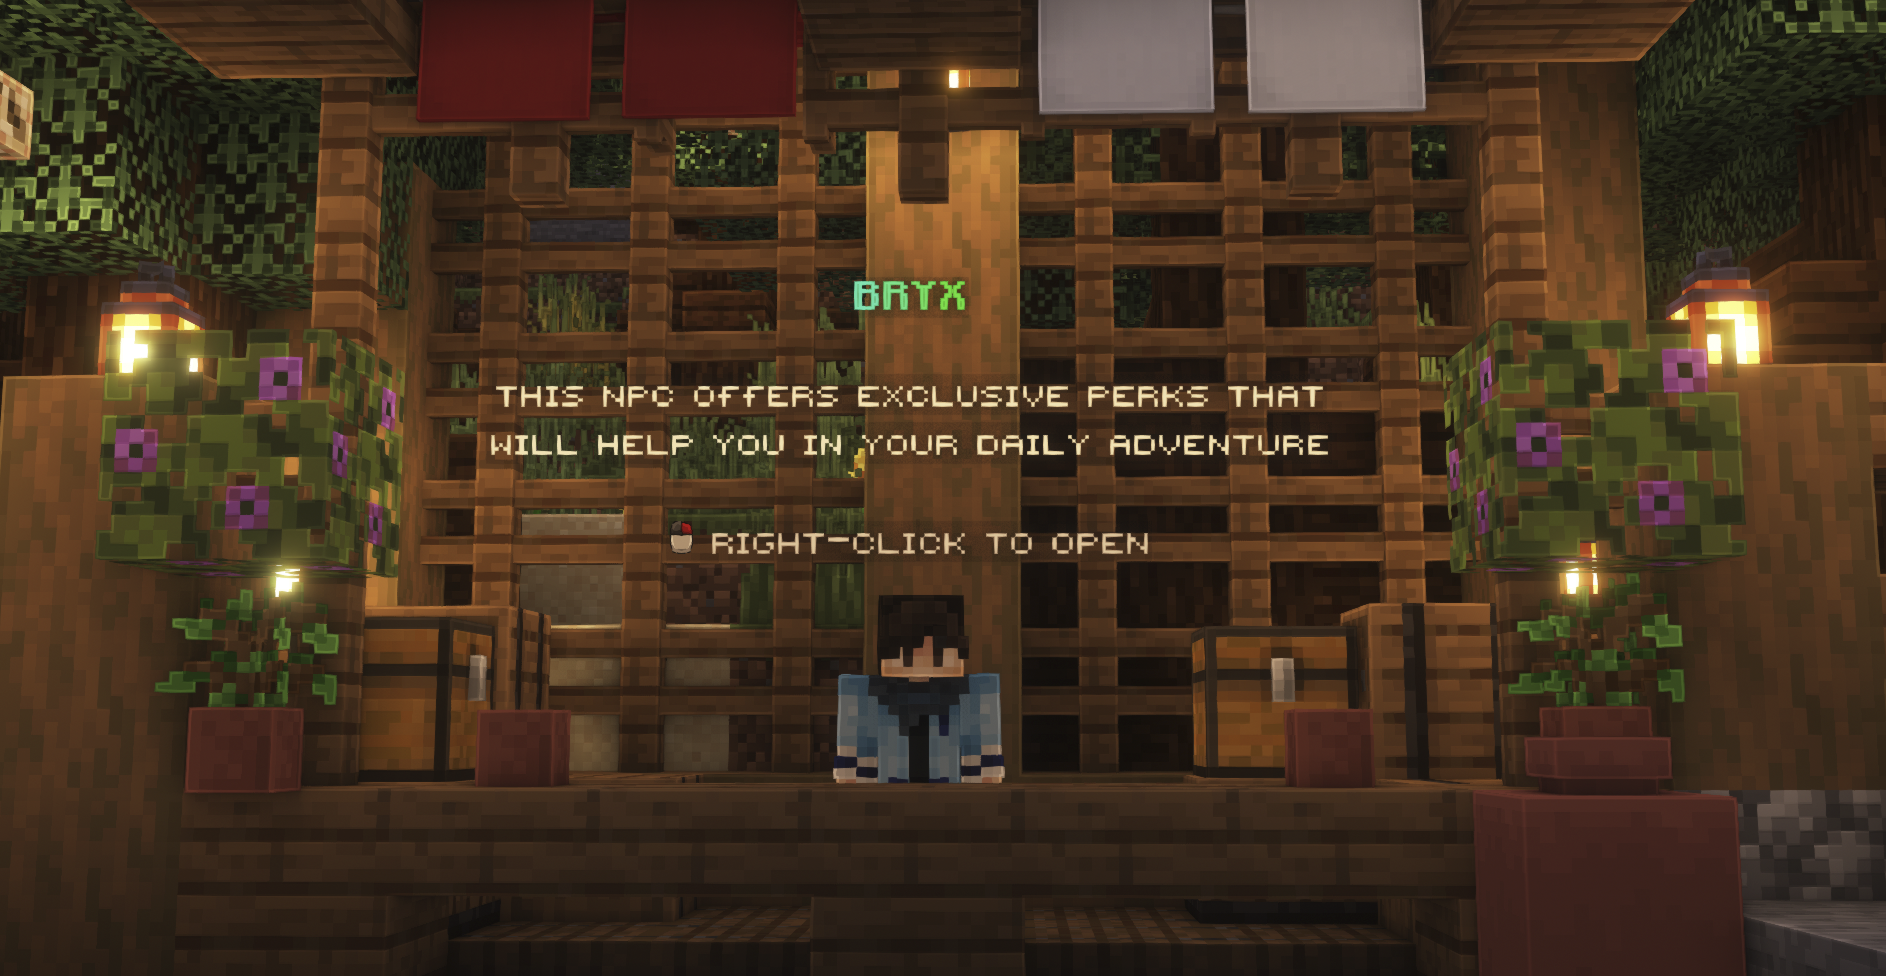 BRYX
THIS NPC OFFERS EXCLUSIVE PERKS THAT
WILL HELP YOU IN YOUR DAILY ADVENTURE
RIGHT-CLICK TO OPEN